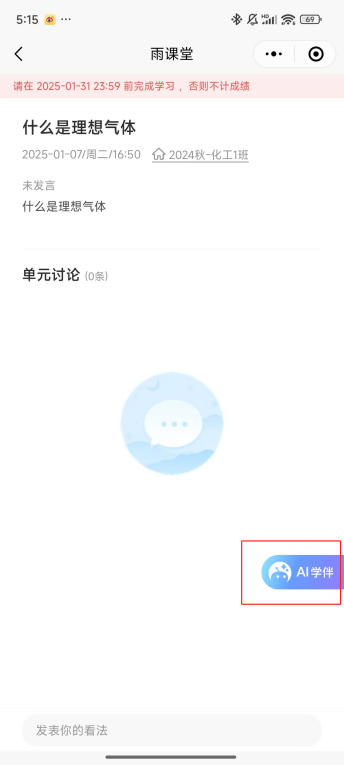 5:15
69
雨课堂
请在 2025-01-31 23:59 前完成学习 ，否则不计成绩
什么是理想气体
2025-01-07/周二/16:50 2024秋-化工1班
未发言
什么是理想气体
单元讨论 (0条)
AI学伴
发表你的看法